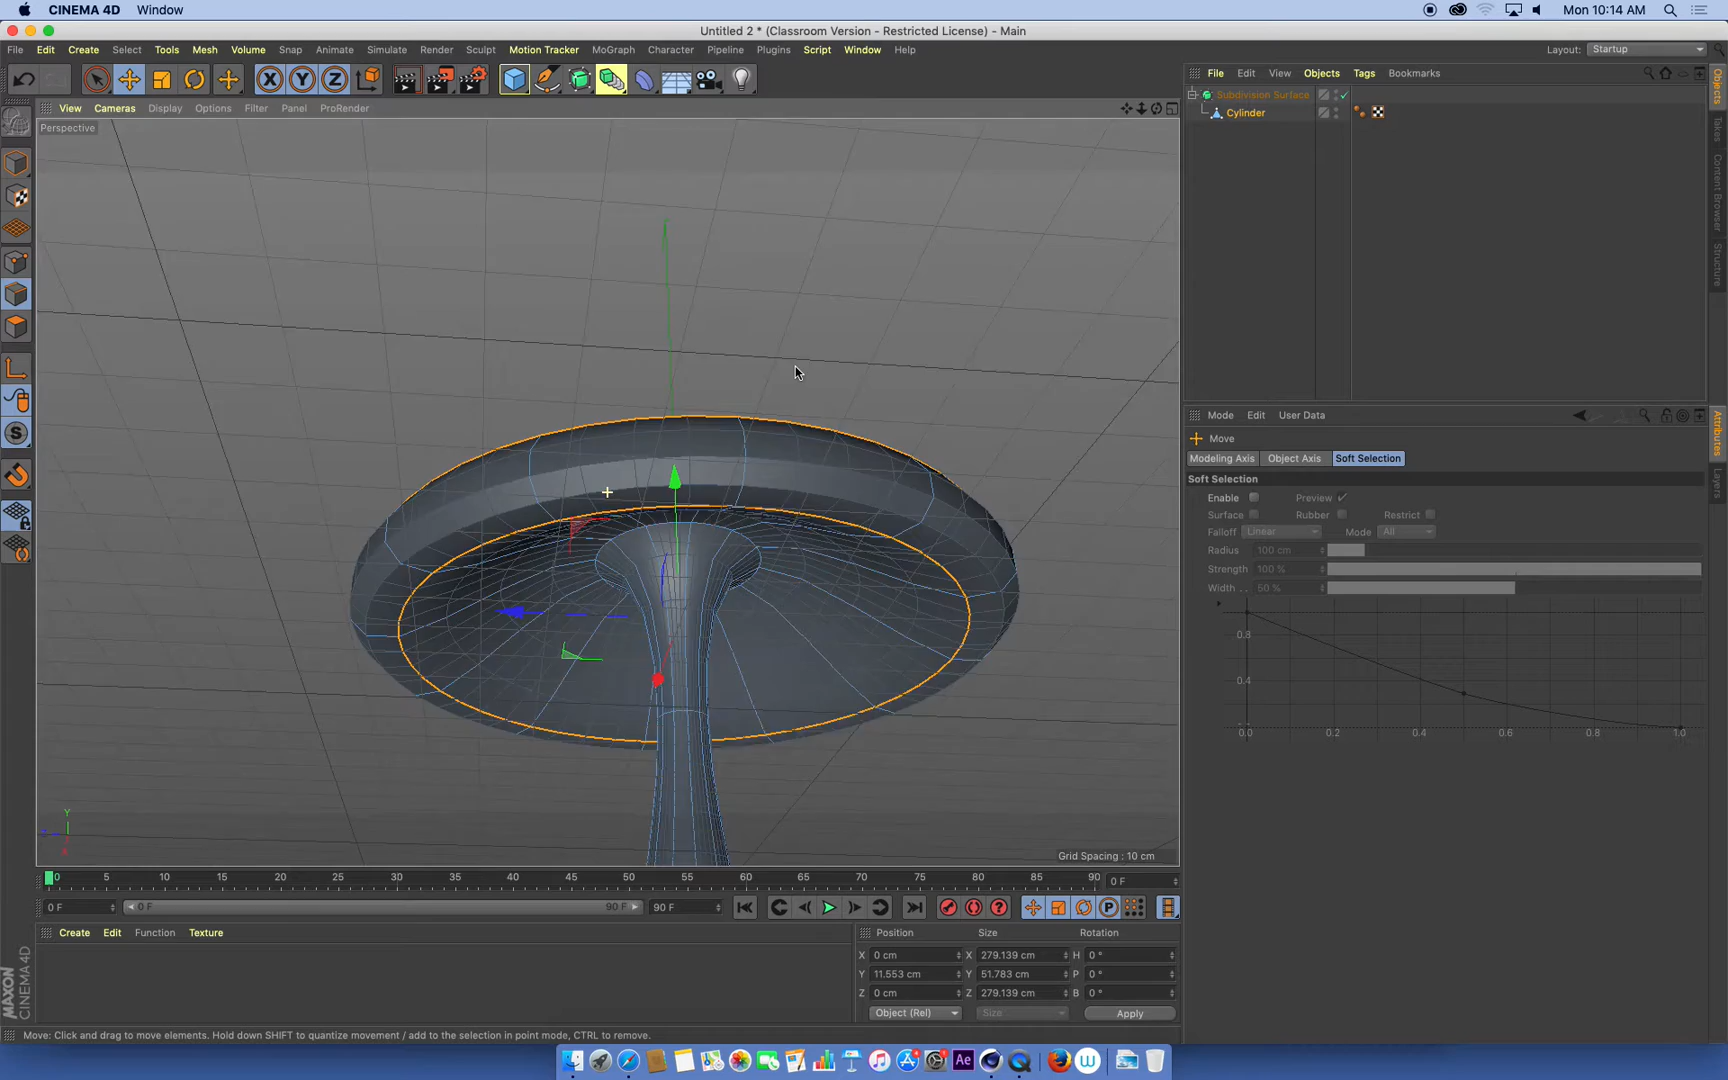 CINEMA 4D Window
Mon 10:14 AM
Untitled 2 * (Classroom Version - Restricted License) - Main
File Edit Create Select Tools Mesh Volume Snap Animate Simulate Render Sculpt Motion Tracker MoGraph Character Pipeline Plugins Script Window Help
Layout: Startup
View Cameras Display Options Filter Panel ProRender
Perspective
File Edit View Objects Tags Bookmarks
Subdivision Surface
Cylinder
Objects
Takes
Content Browser
Structure
Mode Edit User Data
Move
Modeling Axis Object Axis Soft Selection
Soft Selection
Enable Preview
Surface Rubber Restrict
Falloff Linear Mode All
Radius 100 cm
Strength 100 %
Width . . 50 %
0.8
0.4
0.0 0.2 0.4 0.6 0.8 1.0
Attributes
Layers
Y
Grid Spacing : 10 cm
0 5 10 15 20 25 30 35 40 45 50 55 60 65 70 75 80 85 90
0 F
0 F 0 F 90 F 90 F
P
Create Edit Function Texture
Position Size Rotation
X 0 cm X 279.139 cm H 0 °
Y 11.553 cm Y 51.783 cm P 0 °
Z 0 cm Z 279.139 cm B 0 °
Object (Rel) Size Apply
MAXON
CINEMA 4D
Move: Click and drag to move elements. Hold down SHIFT to quantize movement / add to the selection in point mode, CTRL to remove.
Ae